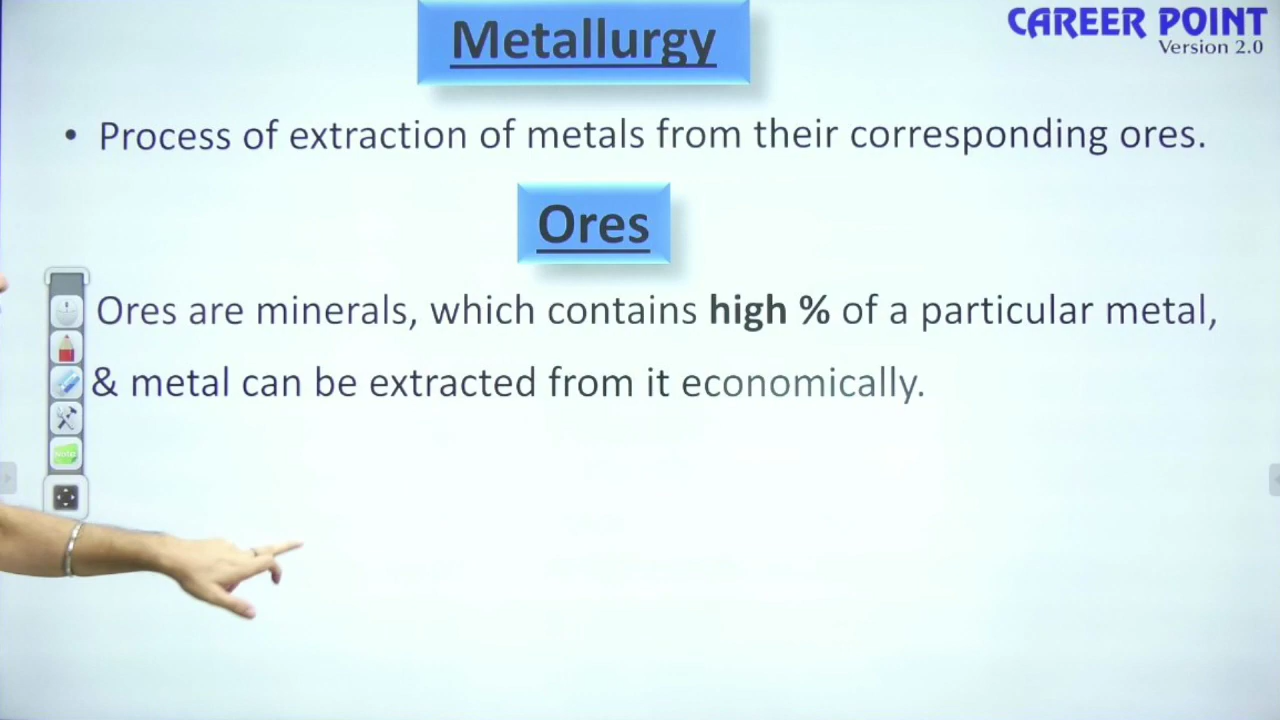 Metallurgy
CAREER POINT
Version 2.0
• Process of extraction of metals from their corresponding ores.
Ores
Ores are minerals, which contains high % of a particular metal,
& metal can be extracted from it economically.
Note